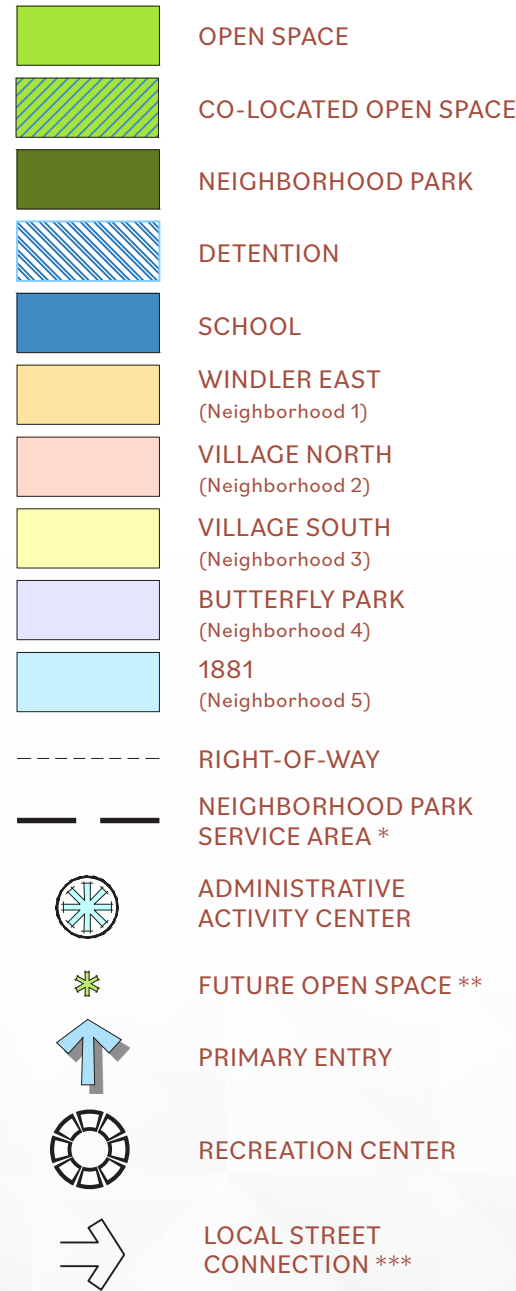 OPEN SPACE
CO-LOCATED OPEN SPACE
NEIGHBORHOOD PARK
DETENTION
SCHOOL
WINDLER EAST
(Neighborhood 1)
VILLAGE NORTH
(Neighborhood 2)
VILLAGE SOUTH
(Neighborhood 3)
BUTTERFLY PARK
(Neighborhood 4)
1881
(Neighborhood 5)
RIGHT-OF-WAY
NEIGHBORHOOD PARK
SERVICE AREA *
ADMINISTRATIVE
ACTIVITY CENTER
FUTURE OPEN SPACE **
PRIMARY ENTRY
RECREATION CENTER
LOCAL STREET
CONNECTION ***